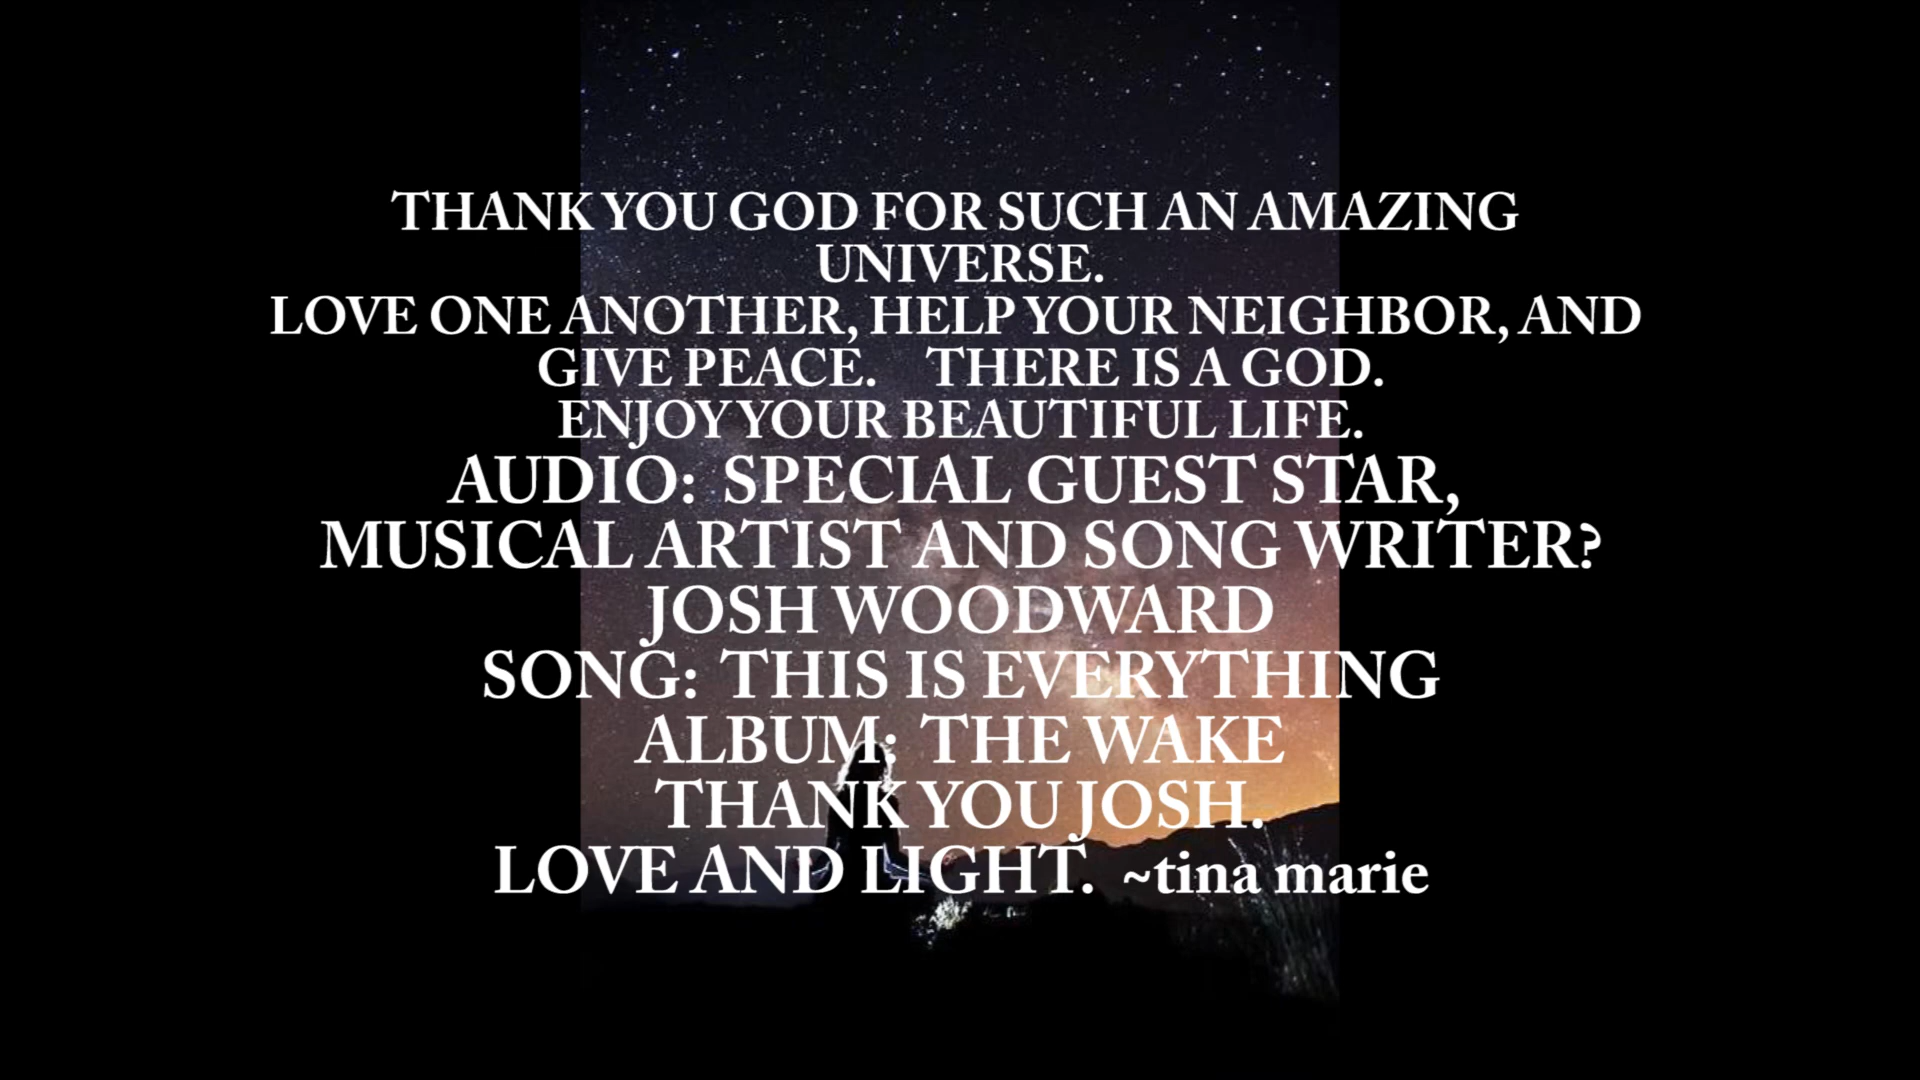 THANK YOU GOD FOR SUCH AN AMAZING
UNIVERSE.
LOVE ONE ANOTHER, HELP YOUR NEIGHBOR, AND
GIVE PEACE. THERE IS A GOD.
ENJOY YOUR BEAUTIFUL LIFE.
AUDIO: SPECIAL GUEST STAR,
MUSICAL ARTIST AND SONG WRITER?
JOSH WOODWARD
SONG: THIS IS EVERYTHING
ALBUM: THE WAKE
THANK YOU JOSH.
LOVE AND LIGHT. ~tina marie